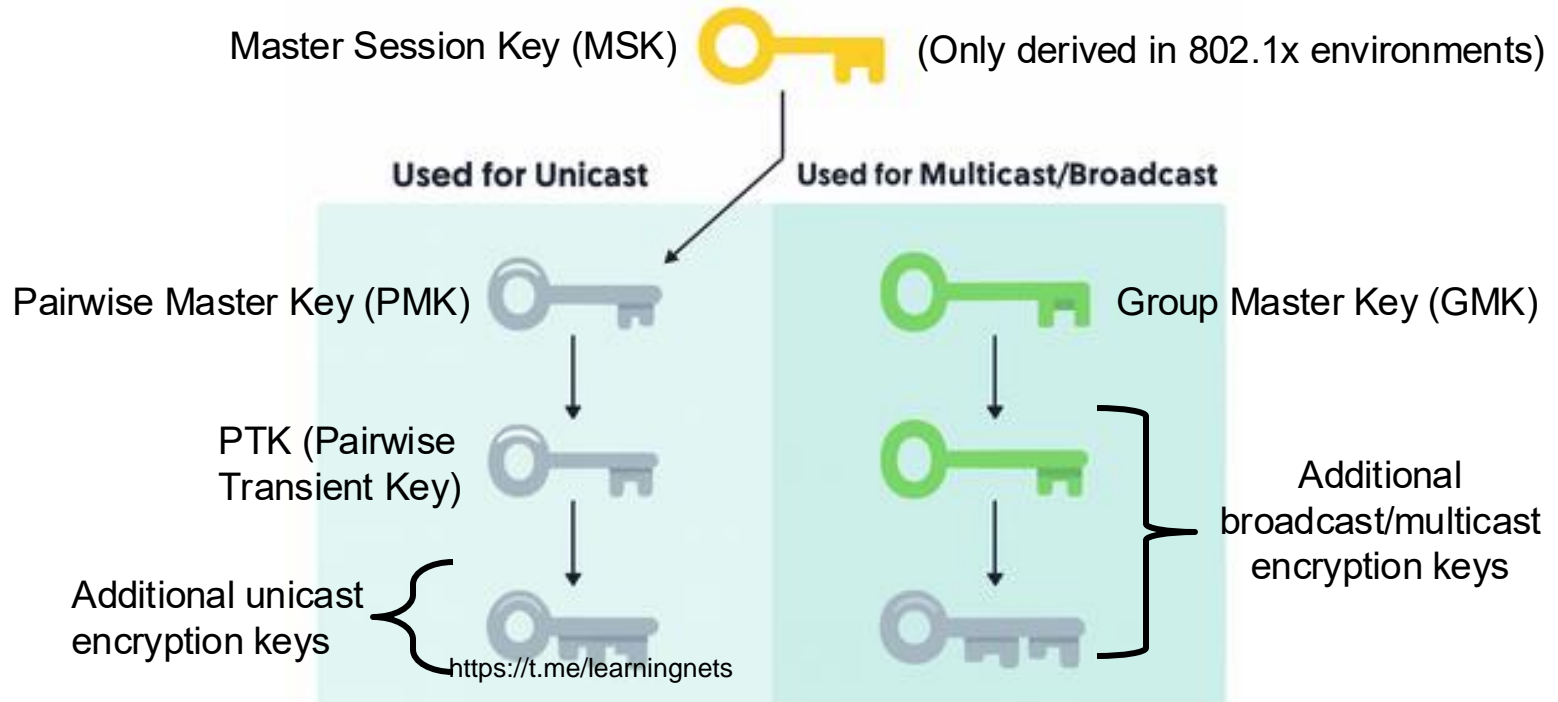 Master Session Key (MSK)
(Only derived in 802.1x environments)
Used for Unicast
Used for Multicast/Broadcast
Pairwise Master Key (PMK)
Group Master Key (GMK)
PTK (Pairwise
Transient Key)
Additional
broadcast/multicast
encryption keys
Additional unicast
encryption keys
https://t.me/learningnets